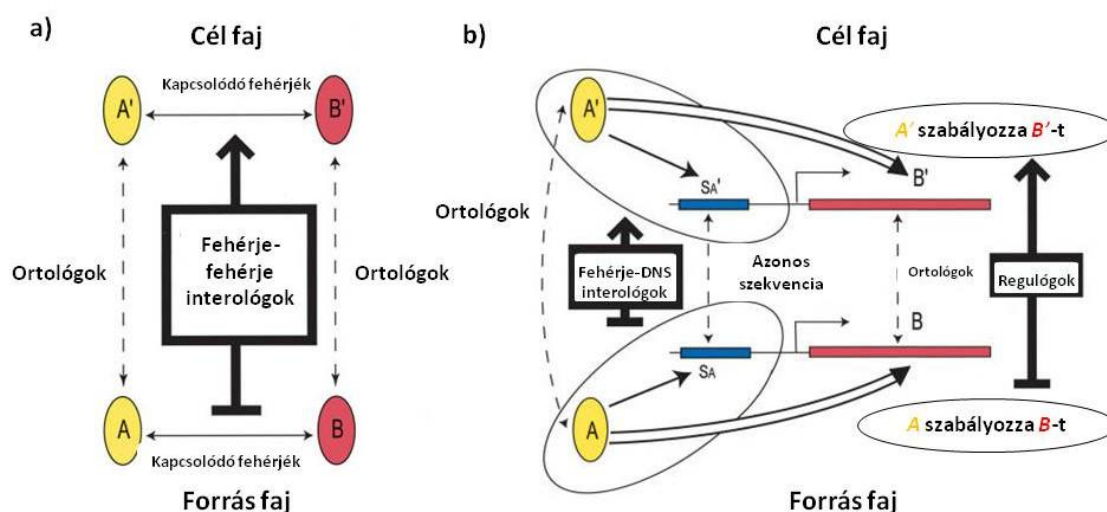 a)
Cél faj
Kapcsolódó fehérjék
A'
B'
Ortológok
Fehérje-
fehérje
interológok
Ortológok
A
B
Kapcsolódó fehérjék
Forrás faj
b)
Cél faj
A'
A' szabályozza B'-t
SA'
B'
Ortológok
Fehérje-DNS
interológok
Azonos
szekvencia
Ortológok
Regulógok
B
SA
A
A szabályozza B-t
Forrás faj